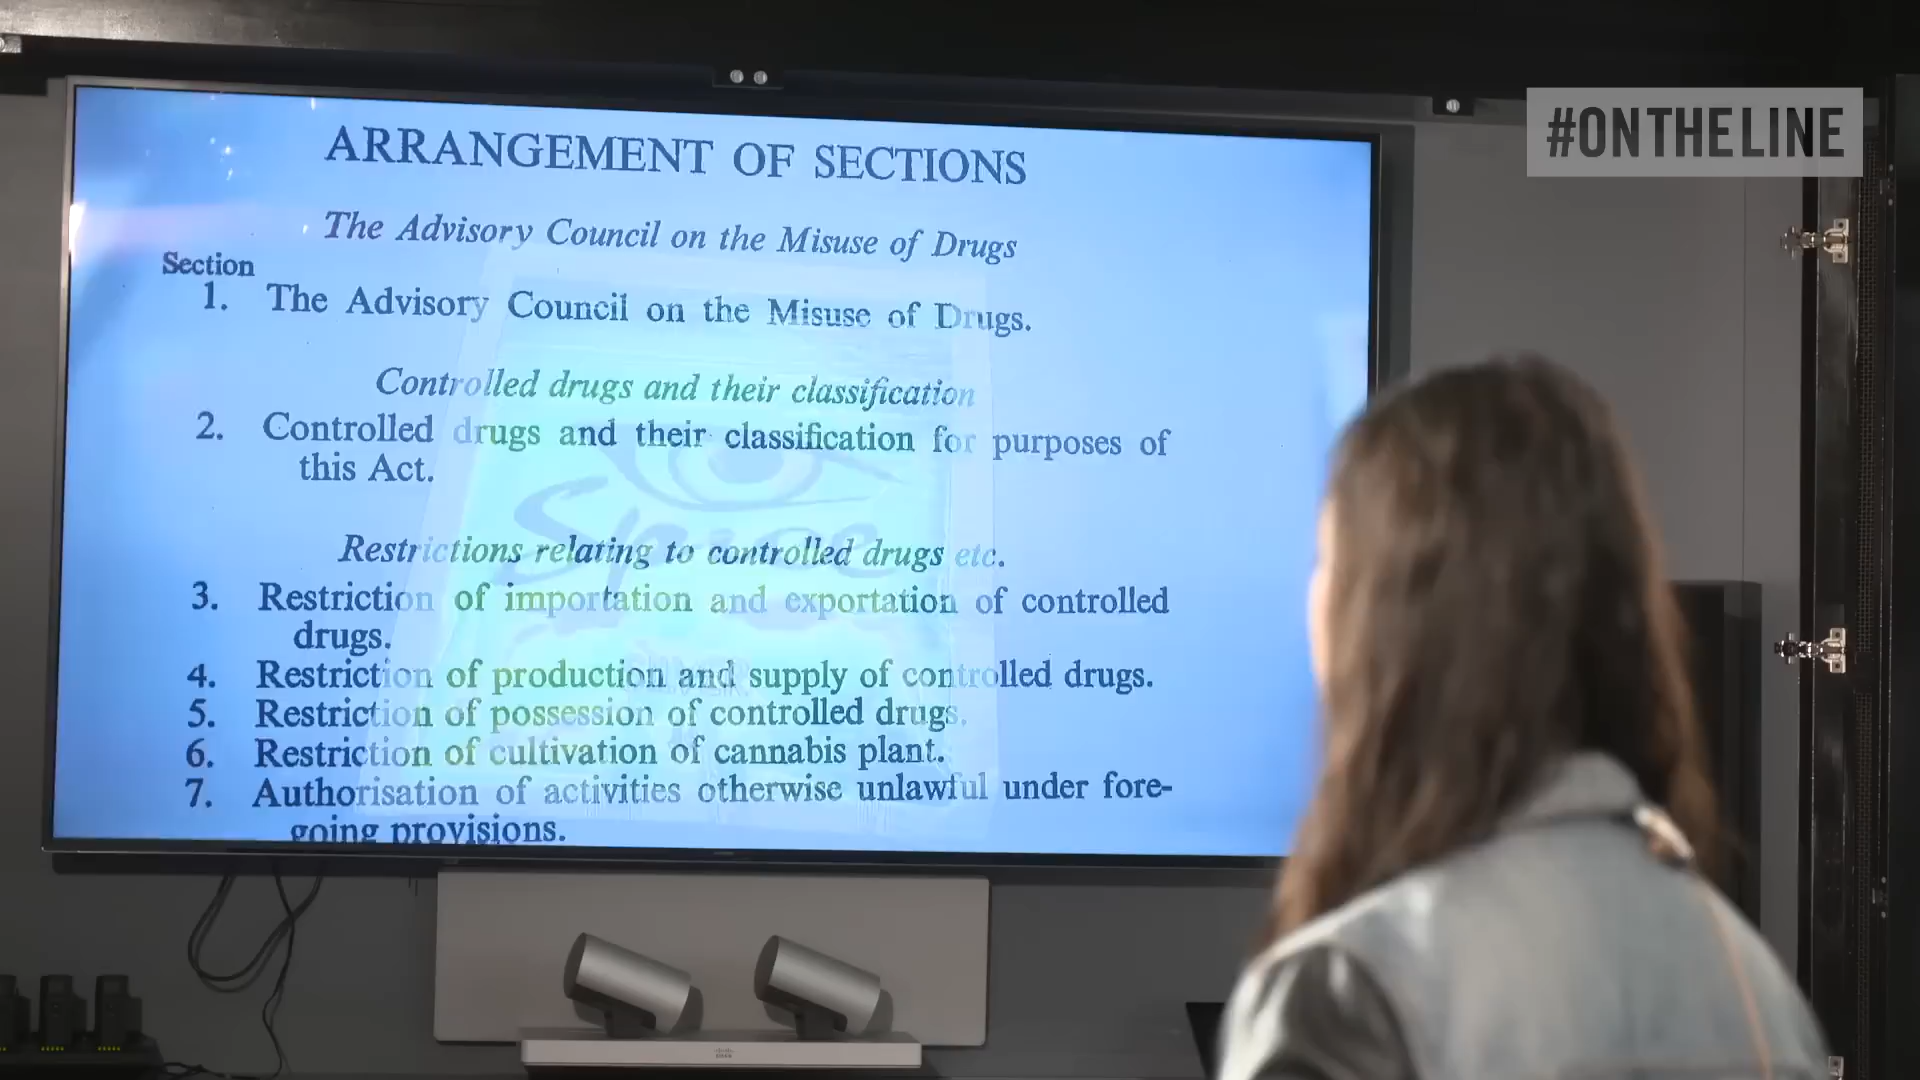 #ONTHELINE
ARRANGEMENT OF SECTIONS
The Advisory Council on the Misuse of Drugs
Section
1. The Advisory Council on the Misuse of Drugs.
Controlled drugs and their classification
2. Controlled drugs and their classification for purposes of
this Act.
Spice
Restrictions relating to controlled drugs etc.
3. Restriction of importation and exportation of controlled
drugs.
4. Restriction of production and supply of controlled drugs.
5. Restriction of possession of controlled drugs.
6. Restriction of cultivation of cannabis plant.
7. Authorisation of activities otherwise unlawful under fore-
going provisions.